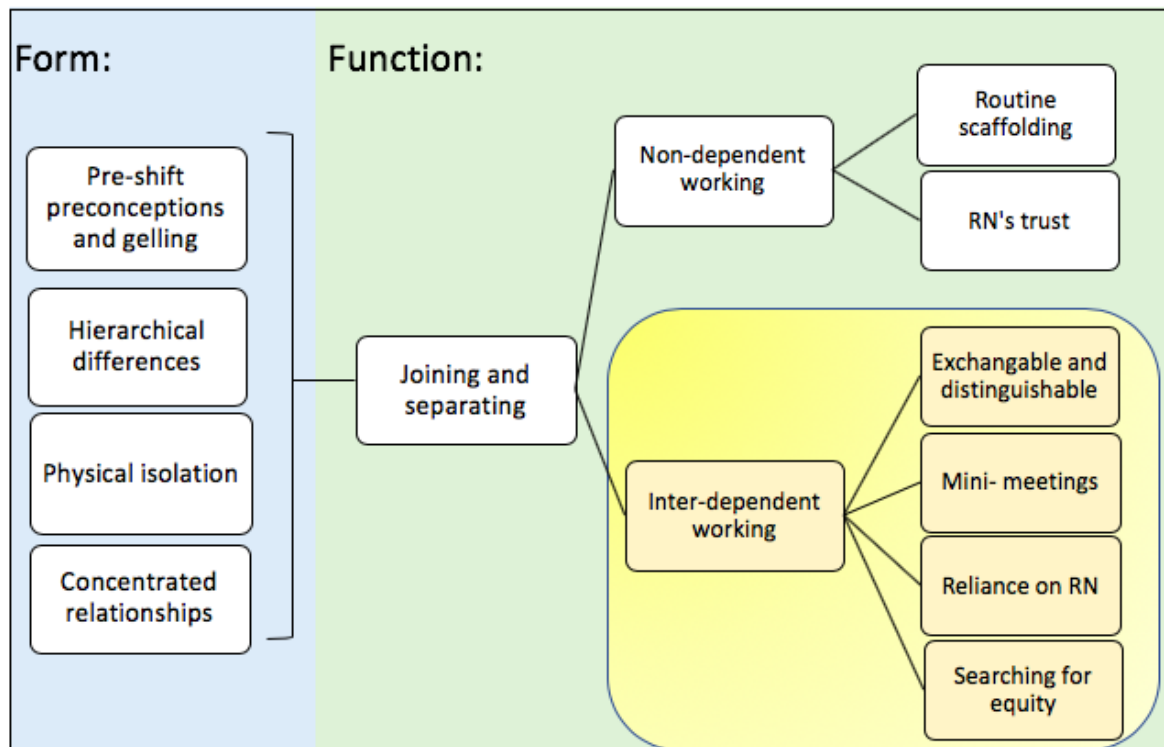 Form:
Pre-shift
preconceptions
and gelling
Hierarchical
differences
Physical isolation
Concentrated
relationships
Function:
Joining and
separating
Non-dependent
working
Routine
scaffolding
RN's trust
Inter-dependent
working
Exchangable and
distinguishable
Mini- meetings
Reliance on RN
Searching for
equity